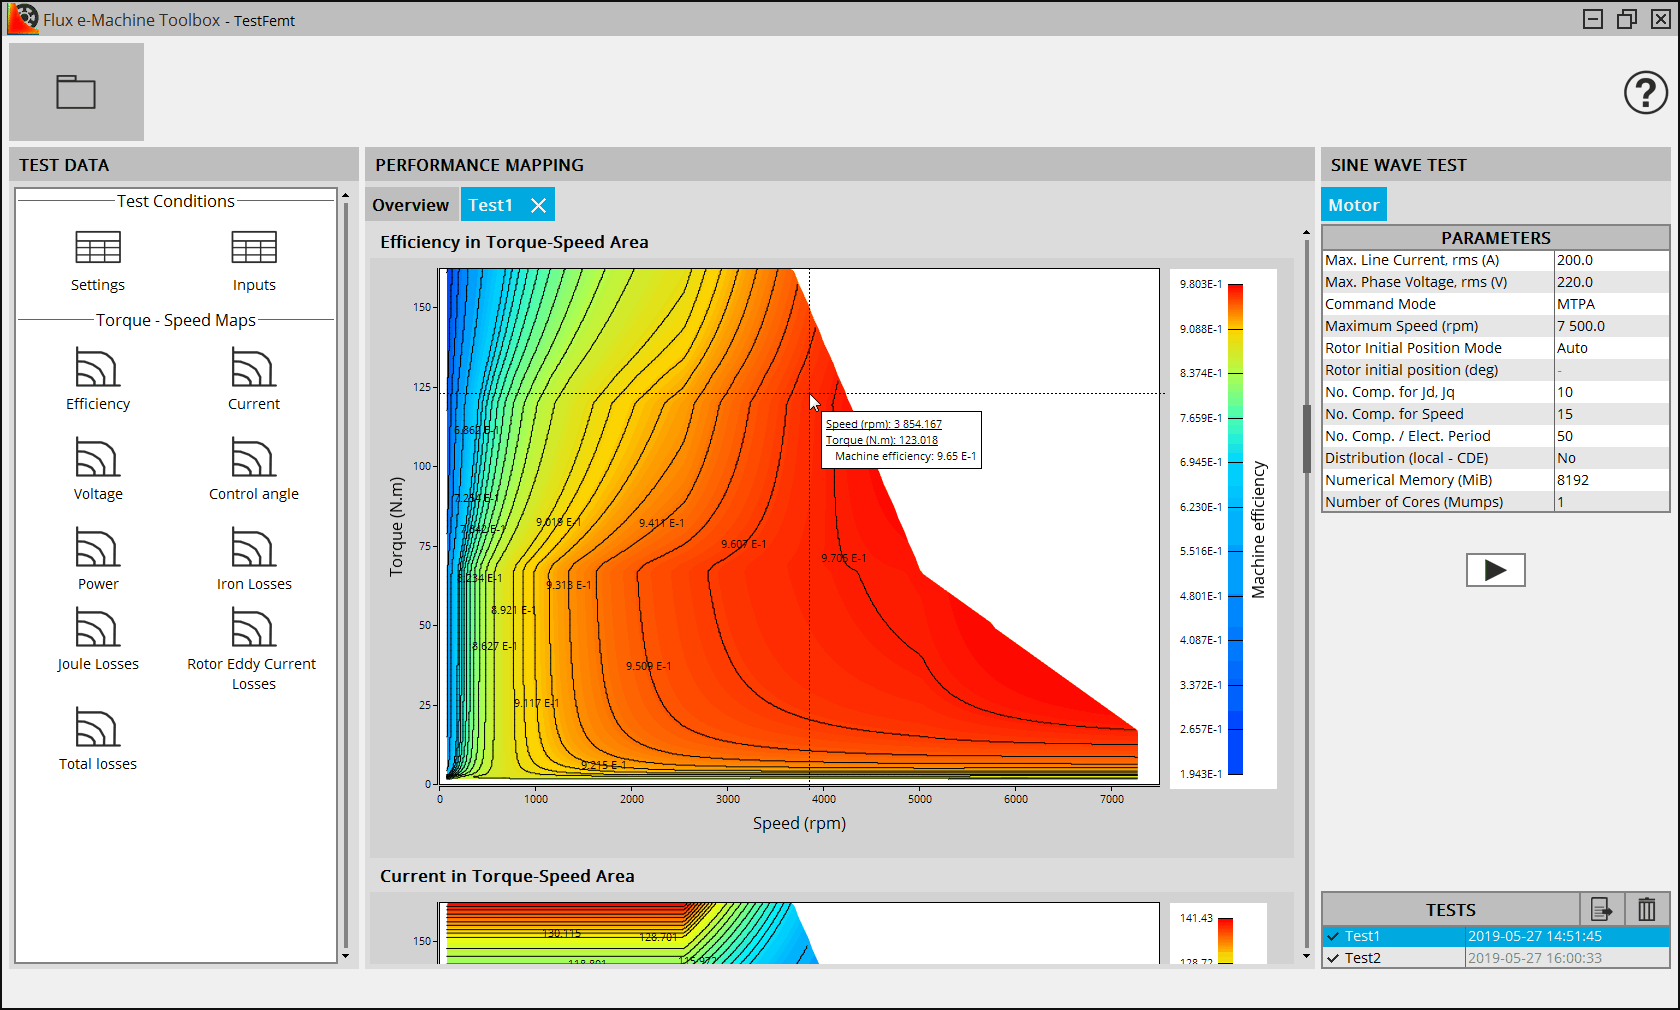 Flux e-Machine Toolbox - TestFemt
?
TEST DATA
Test Conditions
Settings
Inputs
Torque - Speed Maps
Efficiency
Current
Voltage
Control angle
Power
Iron Losses
Joule Losses
Rotor Eddy Current
Losses
Total losses
PERFORMANCE MAPPING
Overview
Test1
Efficiency in Torque-Speed Area
Torque (N.m)
150
125
100
75
50
25
0
0
1000
2000
3000
4000
5000
6000
7000
Speed (rpm)
6.862 E-1
9.019 E-1
9.411 E-1
9.607 E-1
9.705 E-1
8.234 E-1
9.313 E-1
8.921 E-1
8.627 E-1
9.509 E-1
9.117 E-1
9.215 E-1
Speed (rpm): 3 854.167
Torque (N.m): 123.018
Machine efficiency: 9.65 E-1
9.803E-1
9.088E-1
8.374E-1
7.659E-1
6.945E-1
6.230E-1
5.516E-1
4.801E-1
4.087E-1
3.372E-1
2.657E-1
1.943E-1
Machine efficiency
Current in Torque-Speed Area
150
130.115
128.701
141.43
128.72
SINE WAVE TEST
Motor
PARAMETERS
Max. Line Current, rms (A) 200.0
Max. Phase Voltage, rms (V) 220.0
Command Mode MTPA
Maximum Speed (rpm) 7 500.0
Rotor Initial Position Mode Auto
Rotor initial position (deg) -
No. Comp. for Jd, Jq 10
No. Comp. for Speed 15
No. Comp. / Elect. Period 50
Distribution (local - CDE) No
Numerical Memory (MiB) 8192
Number of Cores (Mumps) 1
TESTS
Test1 2019-05-27 14:51:45
Test2 2019-05-27 16:00:33